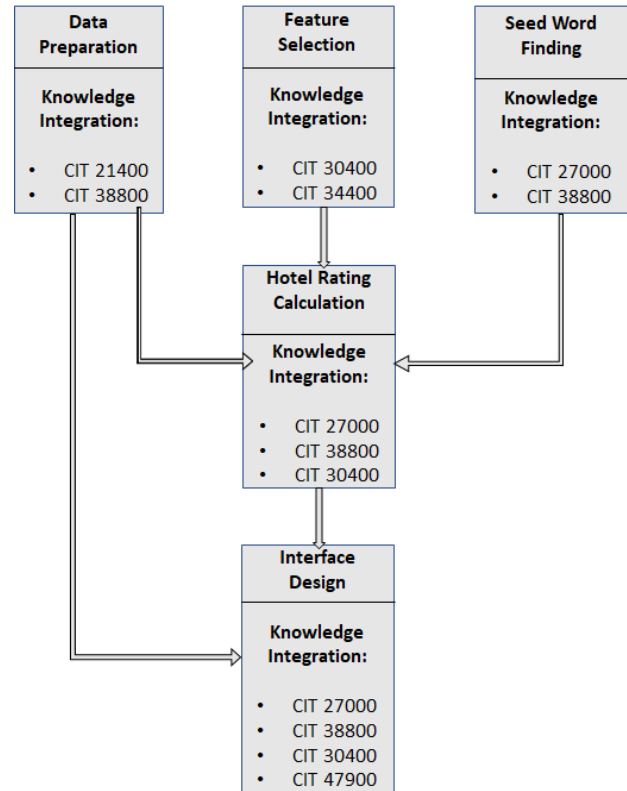 Data
Preparation
Knowledge
Integration:
• CIT 21400
• CIT 38800
Feature
Selection
Knowledge
Integration:
• CIT 30400
• CIT 34400
Seed Word
Finding
Knowledge
Integration:
• CIT 27000
• CIT 38800
Hotel Rating
Calculation
Knowledge
Integration:
• CIT 27000
• CIT 38800
• CIT 30400
Interface
Design
Knowledge
Integration:
• CIT 27000
• CIT 38800
• CIT 30400
• CIT 47900